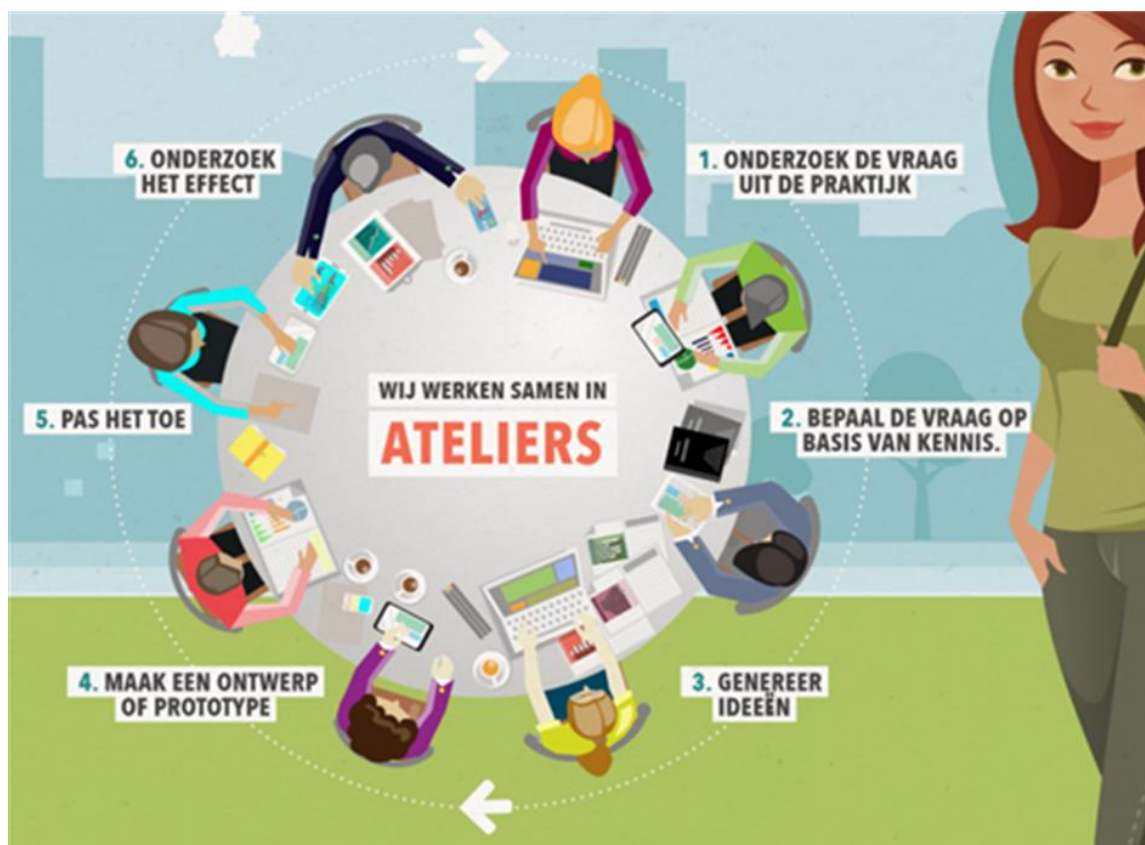 WIJ WERKEN SAMEN IN
ATELIERS
1. ONDERZOEK DE VRAAG
UIT DE PRAKTIJK
2. BEPAAL DE VRAAG OP
BASIS VAN KENNIS.
3. GENEREER
IDEEËN
4. MAAK EEN ONTWERP
OF PROTOTYPE
5. PAS HET TOE
6. ONDERZOEK
HET EFFECT